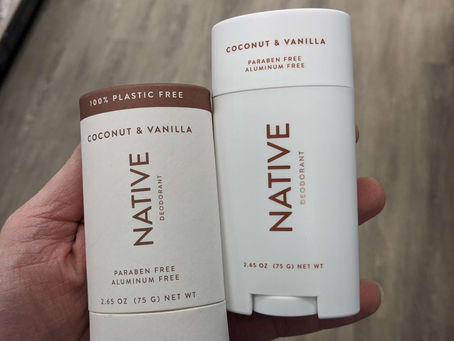 100% PLASTIC FREE
COCONUT & VANILLA
NATIVE
DEODORANT
PARABEN FREE
ALUMINUM FREE
2.65 OZ (75 G) NET WT
COCONUT & VANILLA
PARABEN FREE
ALUMINUM FREE
NATIVE
DEODORANT
2.65 OZ (75 G) NET WT